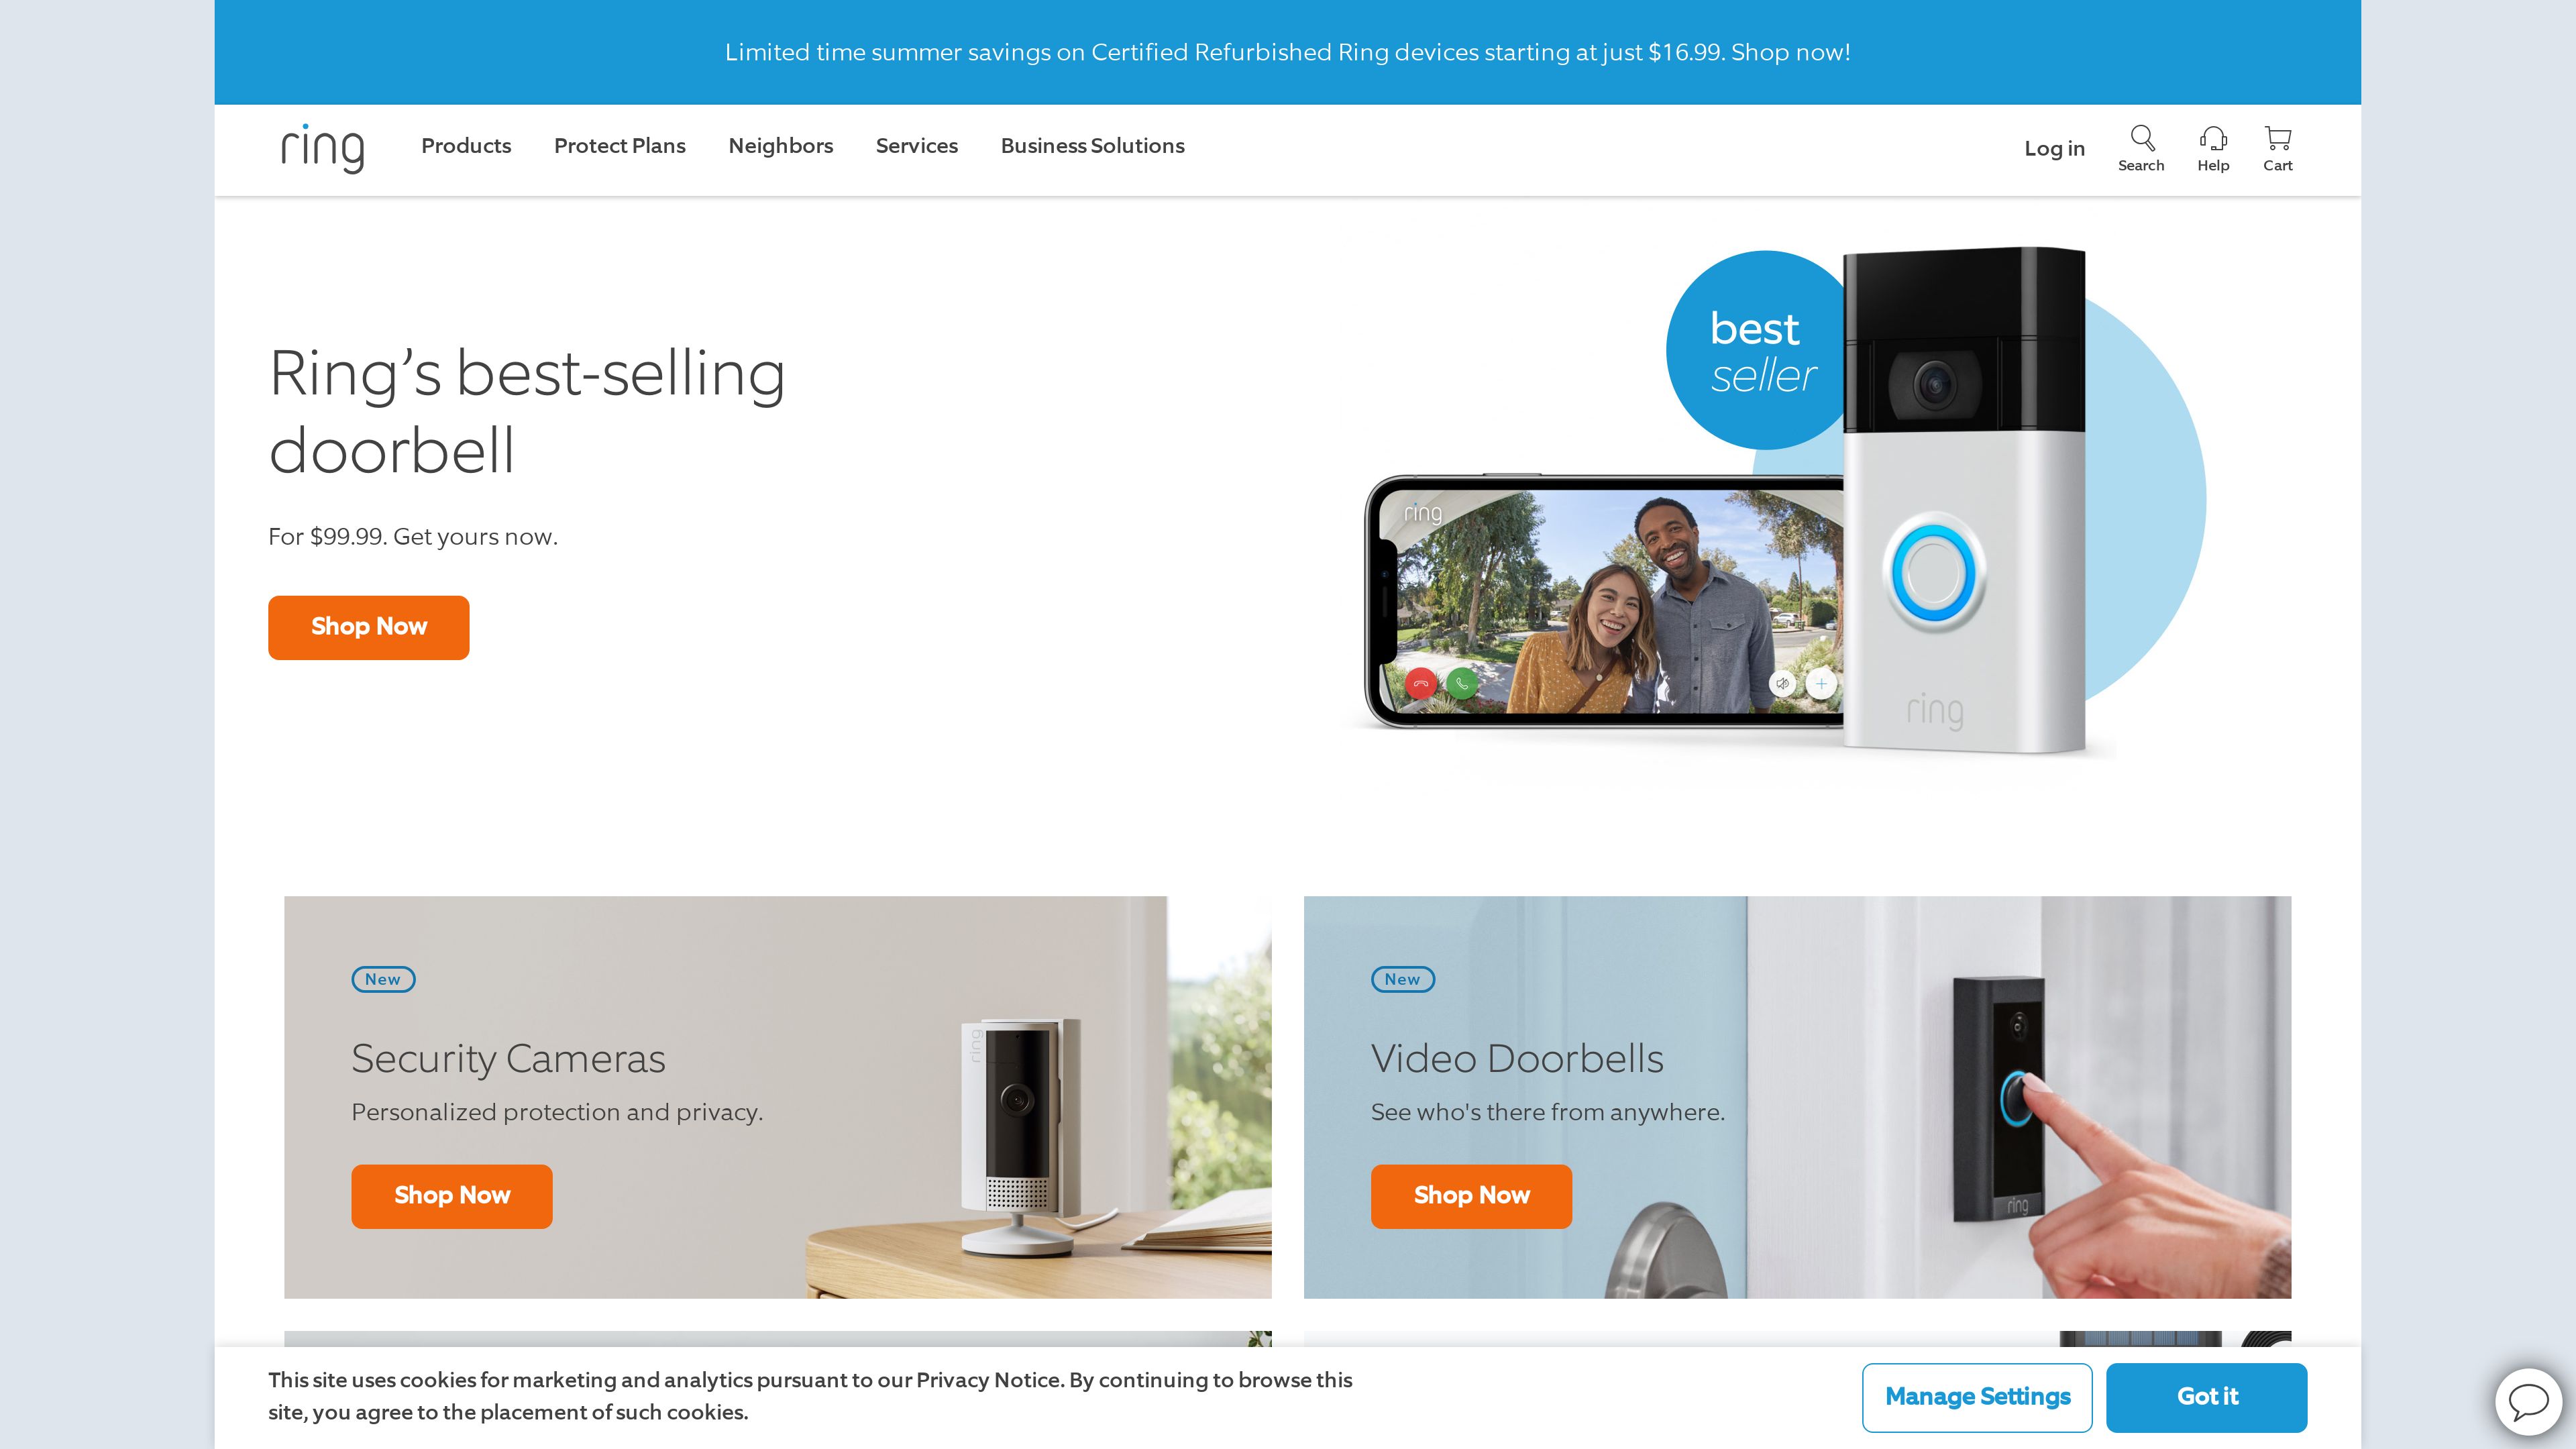 Limited time summer savings on Certified Refurbished Ring devices starting at just $16.99. Shop now!
ring
Products
Protect Plans
Neighbors
Services
Business Solutions
Log in
Search
Help
Cart
Ring’s best-selling
doorbell
For $99.99. Get yours now.
Shop Now
best
seller
ring
ring
New
Security Cameras
Personalized protection and privacy.
Shop Now
ring
New
Video Doorbells
See who's there from anywhere.
Shop Now
ring
This site uses cookies for marketing and analytics pursuant to our Privacy Notice. By continuing to browse this
site, you agree to the placement of such cookies.
Manage Settings
Got it